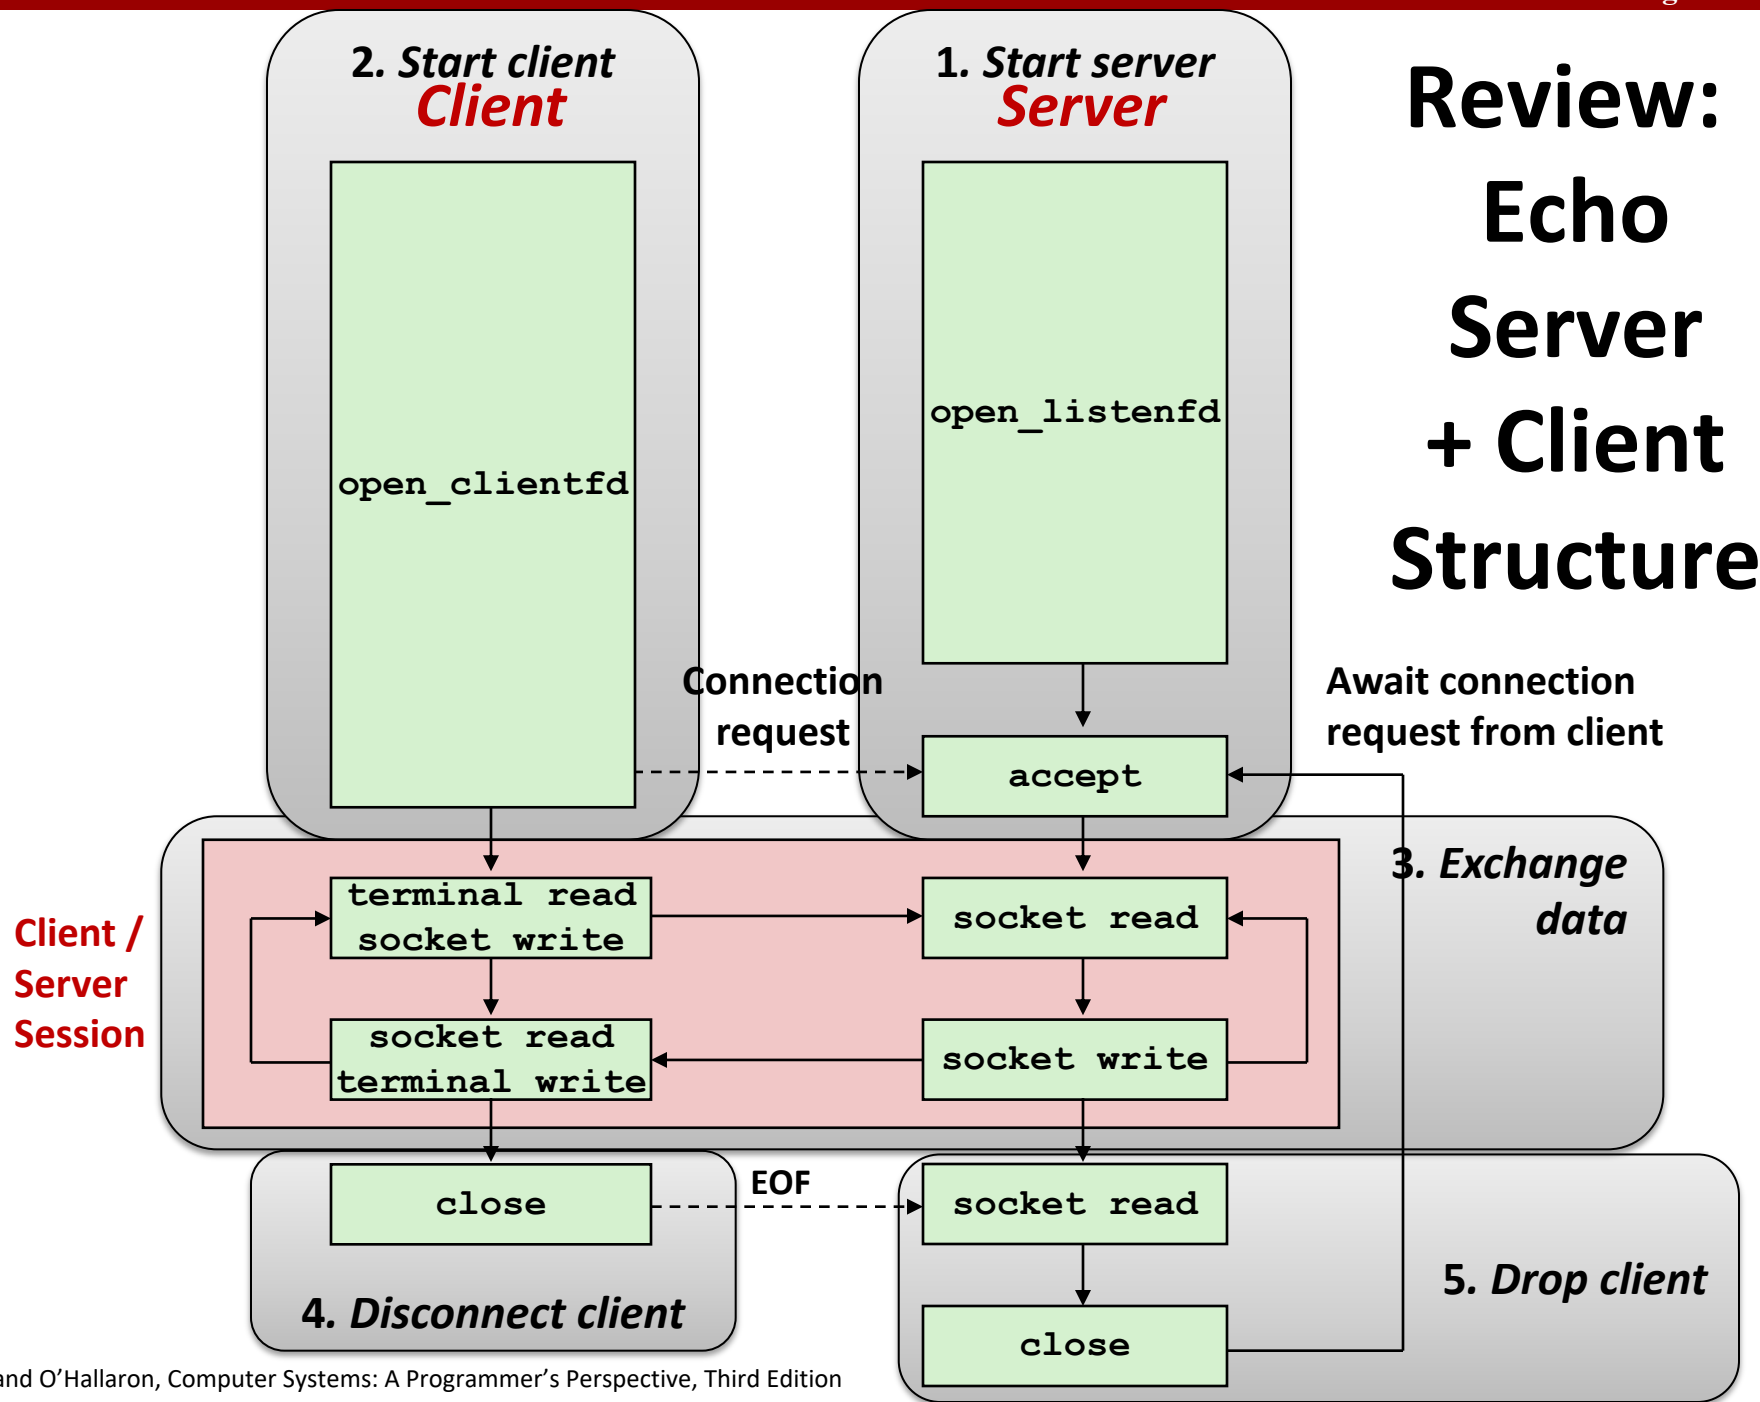 2. Start client
Client
1. Start server
Server
Review:
Echo
Server
+ Client
Structure
open_clientfd
open_listenfd
Connection
request
Await connection
request from client
accept
3. Exchange
data
Client /
Server
Session
terminal read
socket write
socket read
socket read
terminal write
socket write
close
EOF
socket read
4. Disconnect client
5. Drop client
close
and O'Hallaron, Computer Systems: A Programmer's Perspective, Third Edition